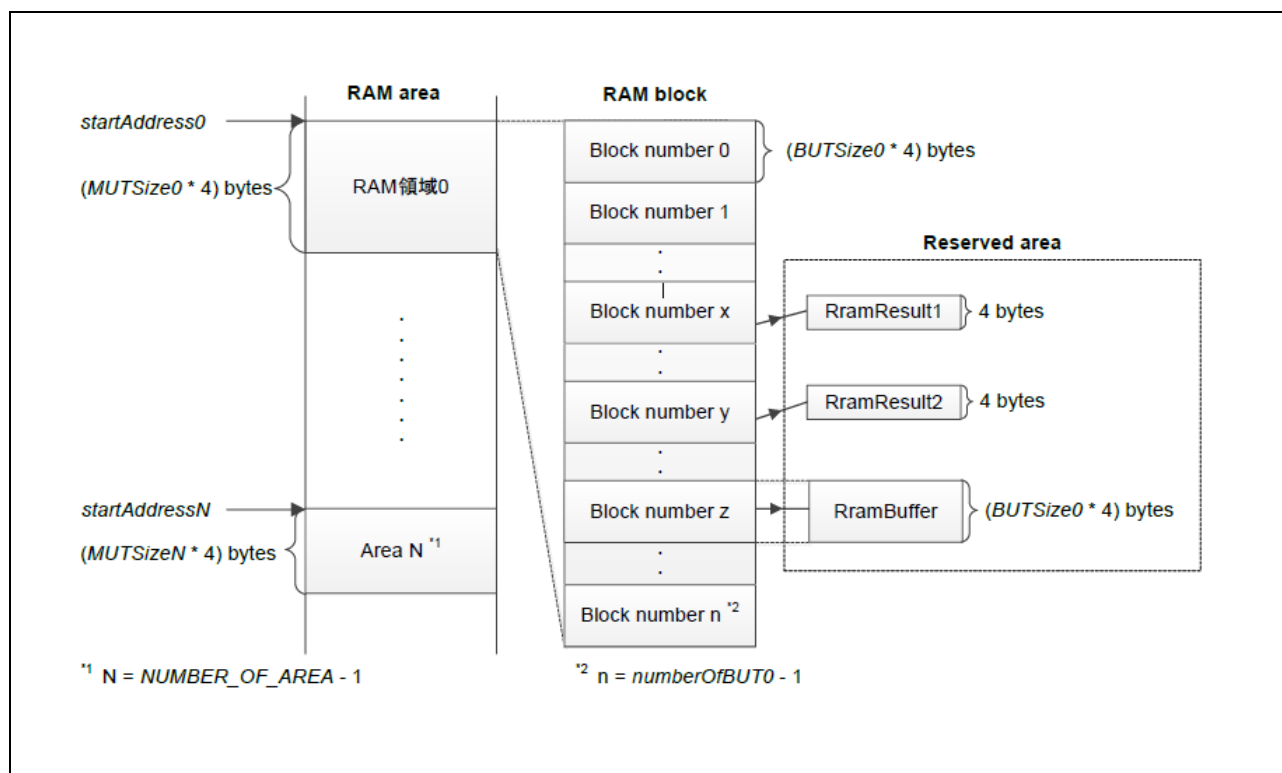 RAM area
RAM block
startAddress0
Block number 0
(BUTSize0 * 4) bytes
(MUTSize0 * 4) bytes
RAM領域0
Block number 1
Reserved area
Block number x
RramResult1
4 bytes
Block number y
RramResult2
4 bytes
startAddressN
Block number z
RramBuffer
(BUTSize0 * 4) bytes
(MUTSizeN * 4) bytes
Area N *1
Block number n *2
*1 N = NUMBER_OF_AREA - 1
*2 n = numberOfBUT0 - 1